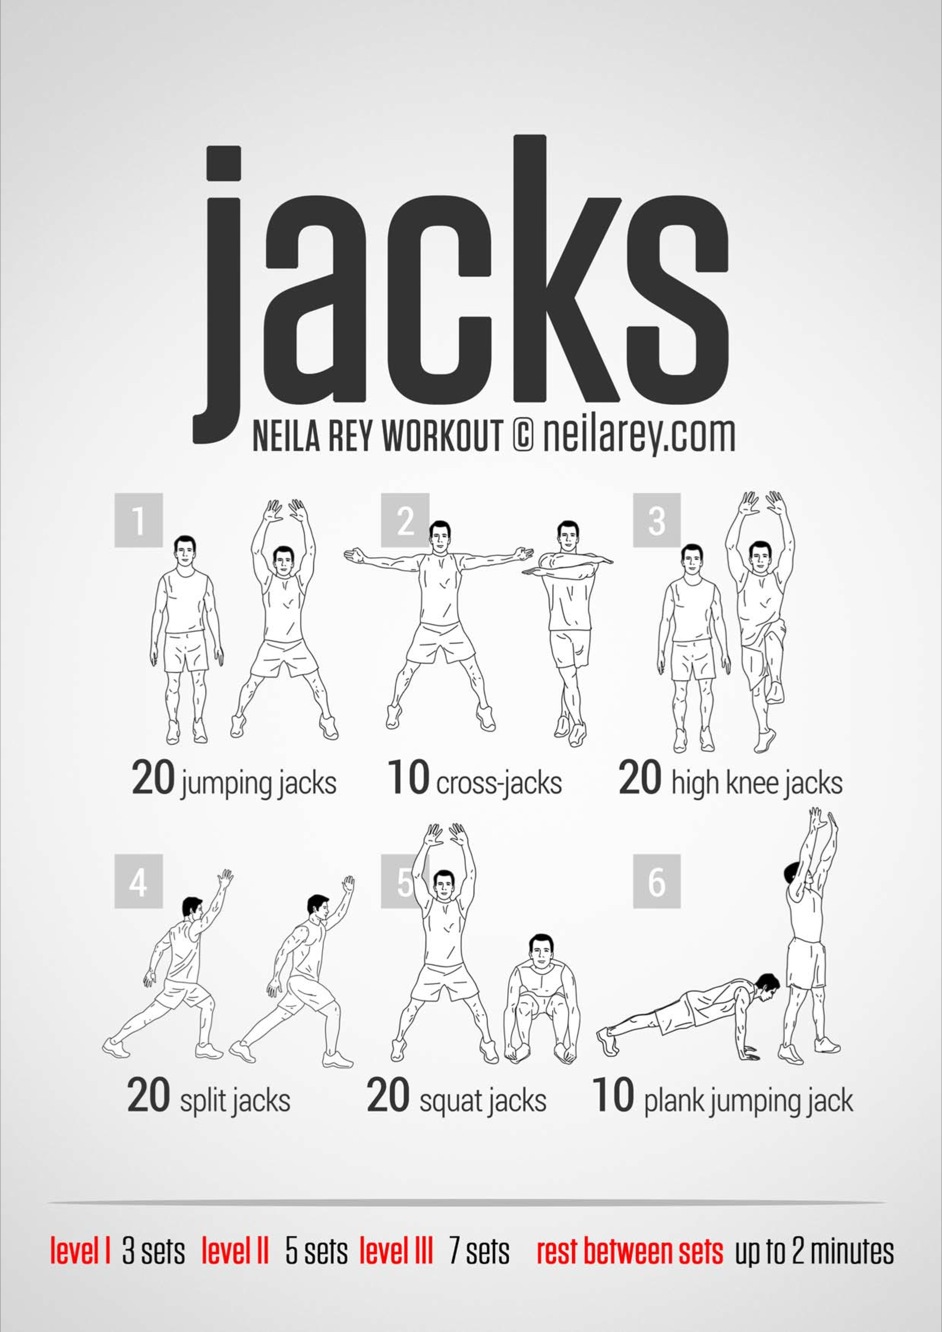 jacks
NEILA REY WORKOUT © neilarey.com
1
2
3
20 jumping jacks
10 cross-jacks
20 high knee jacks
4
5
6
20 split jacks
20 squat jacks
10 plank jumping jack
level I 3 sets level II 5 sets level III 7 sets rest between sets up to 2 minutes